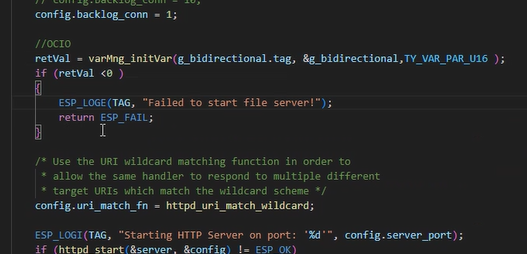 // config.backlog_conn = 16;
config.backlog_conn = 1;
//OCIO
retVal = varMng_initVar(g_bidirectional.tag, &g_bidirectional,TY_VAR_PAR_U16 );
if (retVal <0 )
{
ESP_LOGE(TAG, "Failed to start file server!");
return ESP_FAIL;
}
/* Use the URI wildcard matching function in order to
* allow the same handler to respond to multiple different
* target URIs which match the wildcard scheme */
config.uri_match_fn = httpd_uri_match_wildcard;
ESP_LOGI(TAG, "Starting HTTP Server on port: '%d'", config.server_port);
if (httpd_start(&server, &config) != ESP_OK)